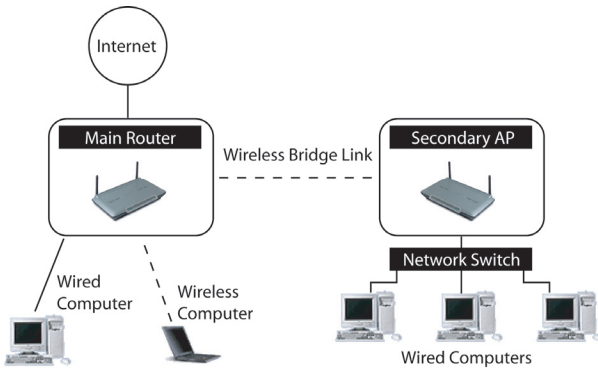 Internet
Main Router
Wireless Bridge Link
Secondary AP
Network Switch
Wired
Computer
Wireless
Computer
Wired Computers